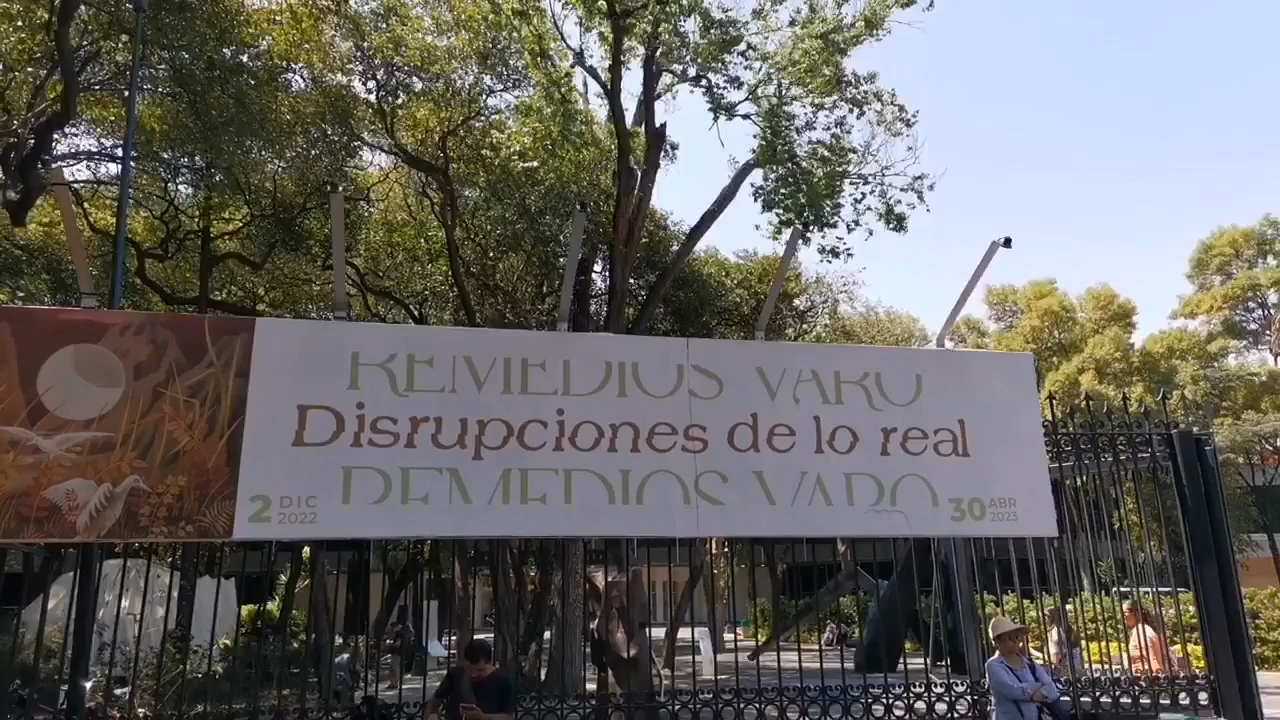 REMEDIOS VARO
Disrupciones de lo real
REMEDIOS VARO
2 DIC 2022
30 ABR 2023